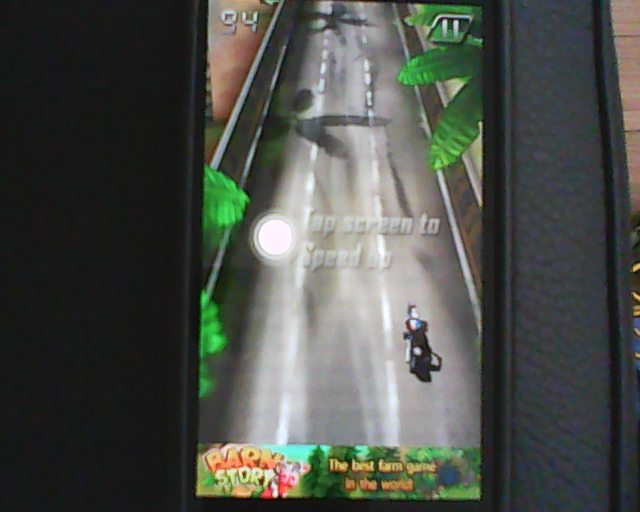 94
Tap screen to
Speed up
BARN
STORY
The best farm game
in the world!